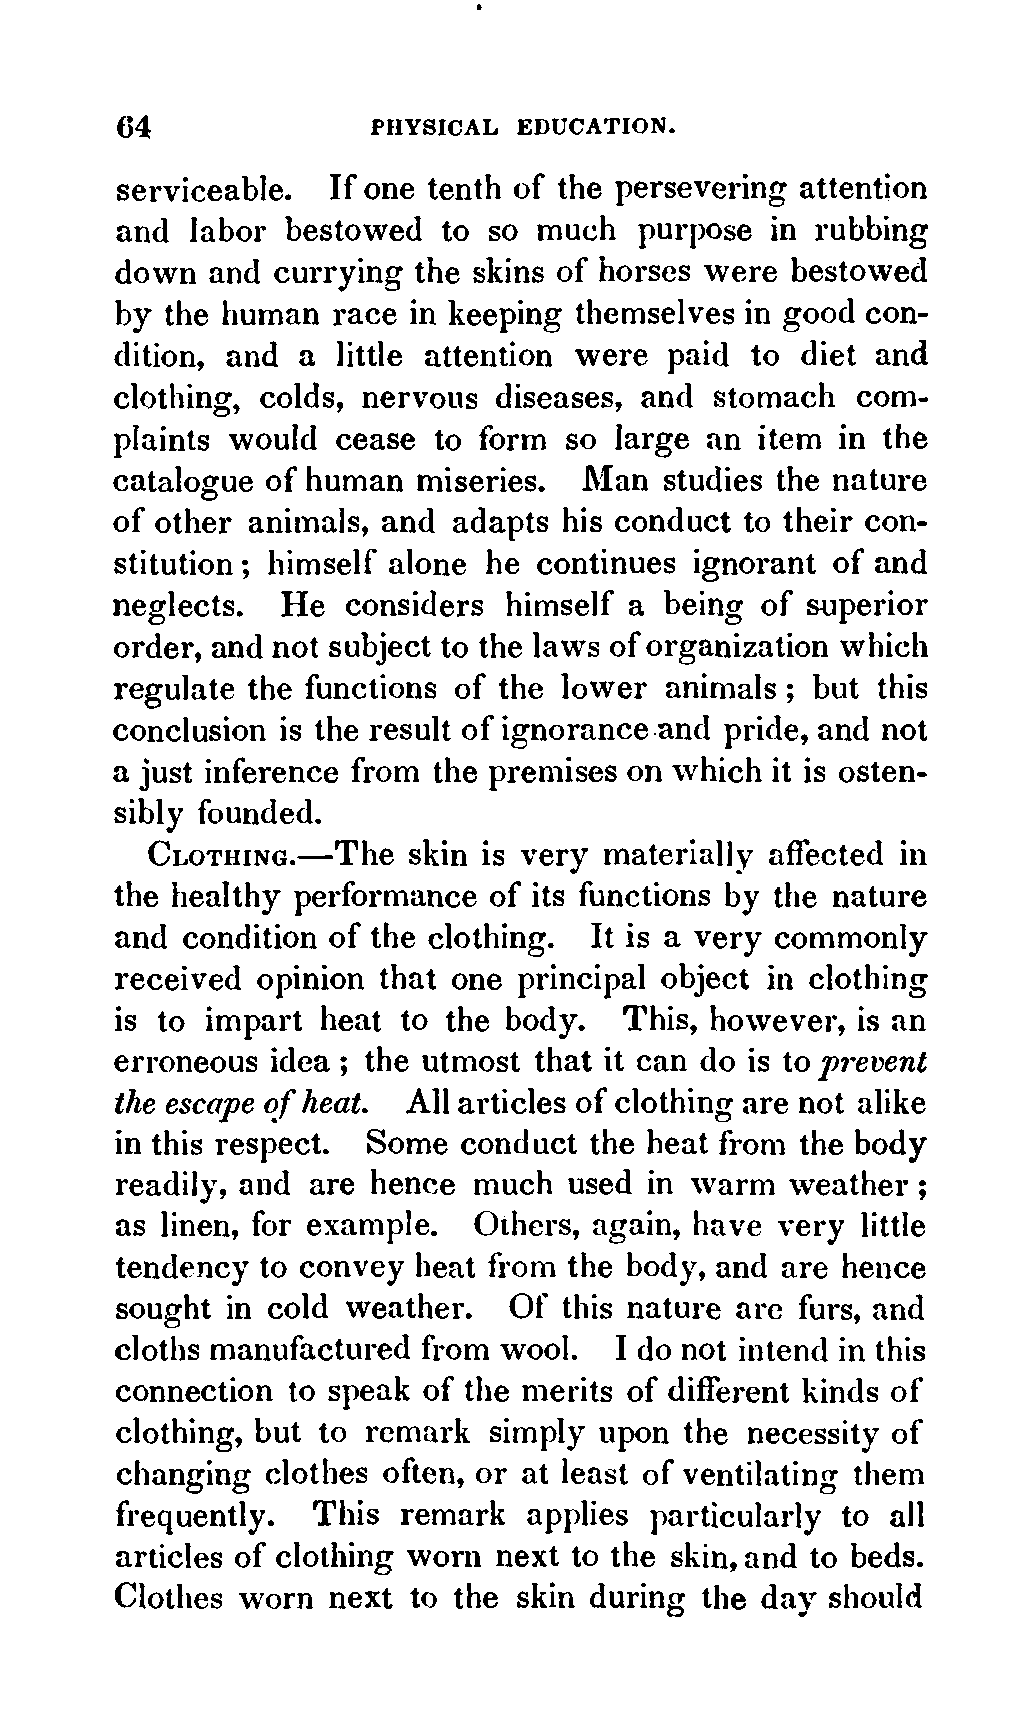 64 PHYSICAL EDUCATION.
serviceable. If one tenth of the persevering attention
and labor bestowed to so much purpose in rubbing
down and currying the skins of horses were bestowed
by the human race in keeping themselves in good con-
dition, and a little attention were paid to diet and
clothing, colds, nervous diseases, and stomach com-
plaints would cease to form so large an item in the
catalogue of human miseries. Man studies the nature
of other animals, and adapts his conduct to their con-
stitution; himself alone he continues ignorant of and
neglects. He considers himself a being of superior
order, and not subject to the laws of organization which
regulate the functions of the lower animals; but this
conclusion is the result of ignorance and pride, and not
a just inference from the premises on which it is osten-
sibly founded.
CLOTHING.—The skin is very materially affected in
the healthy performance of its functions by the nature
and condition of the clothing. It is a very commonly
received opinion that one principal object in clothing
is to impart heat to the body. This, however, is an
erroneous idea; the utmost that it can do is to prevent
the escape of heat. All articles of clothing are not alike
in this respect. Some conduct the heat from the body
readily, and are hence much used in warm weather;
as linen, for example. Others, again, have very little
tendency to convey heat from the body, and are hence
sought in cold weather. Of this nature are furs, and
cloths manufactured from wool. I do not intend in this
connection to speak of the merits of different kinds of
clothing, but to remark simply upon the necessity of
changing clothes often, or at least of ventilating them
frequently. This remark applies particularly to all
articles of clothing worn next to the skin, and to beds.
Clothes worn next to the skin during the day should